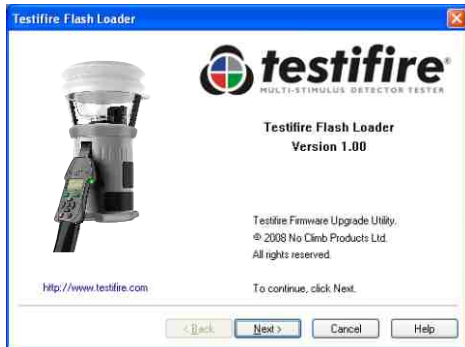 Testifire Flash Loader
testifire®
MULTI-STIMULUS DETECTOR TESTER
Testifire Flash Loader
Version 1.00
Testifire Firmware Upgrade Utility.
© 2008 No Climb Products Ltd.
All rights reserved.
http://www.testifire.com
To continue, click Next.
< Back
Next >
Cancel
Help